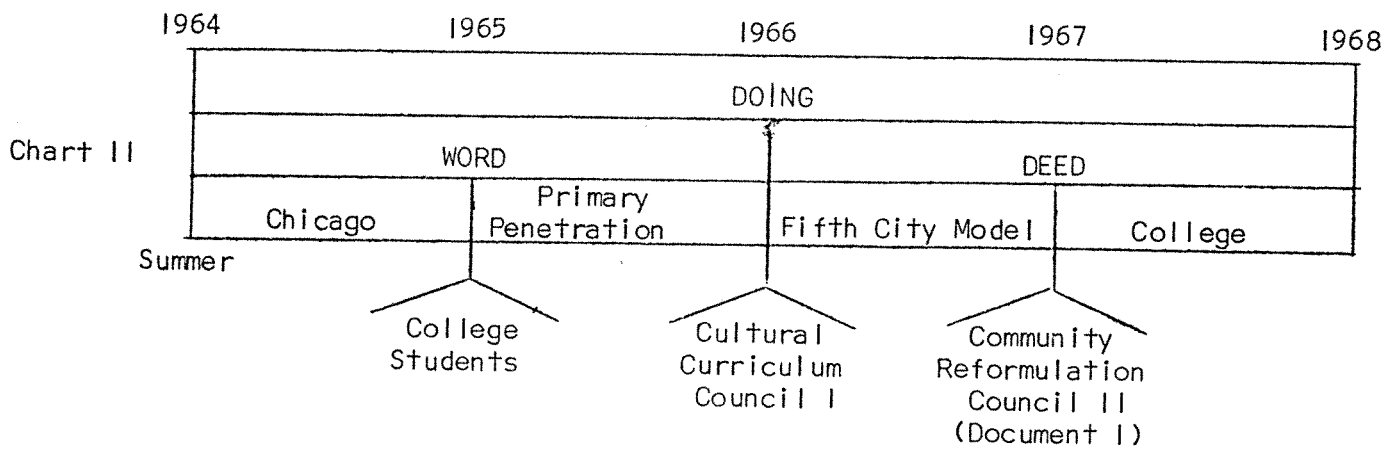 1964 1965 1966 1967 1968
DOING
Chart II
WORD DEED
Primary
Chicago Penetration Fifth City Model College
Summer
College
Students
Cultural
Curriculum
Council I
Community
Reformulation
Council II
(Document I)